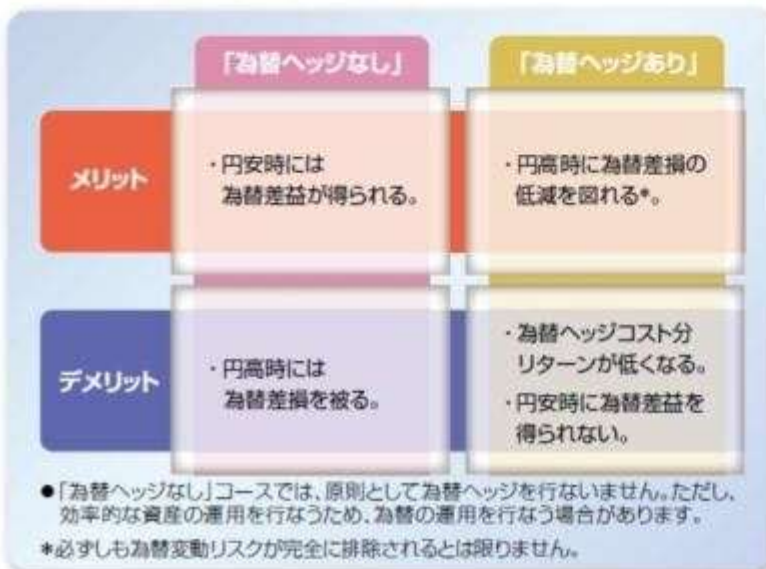 「為替ヘッジなし」
「為替ヘッジあり」
メリット
・円安時には
為替差益が得られる。
・円高時に為替差損の
低減を図れる*。
デメリット
・円高時には
為替差損を被る。
・為替ヘッジコスト分
リターンが低くなる。
・円安時に為替差益を
得られない。
●「為替ヘッジなし」コースでは、原則として為替ヘッジを行ないません。ただし、
効率的な資産の運用を行なうため、為替の運用を行なう場合があります。
*必ずしも為替変動リスクが完全に排除されるとは限りません。